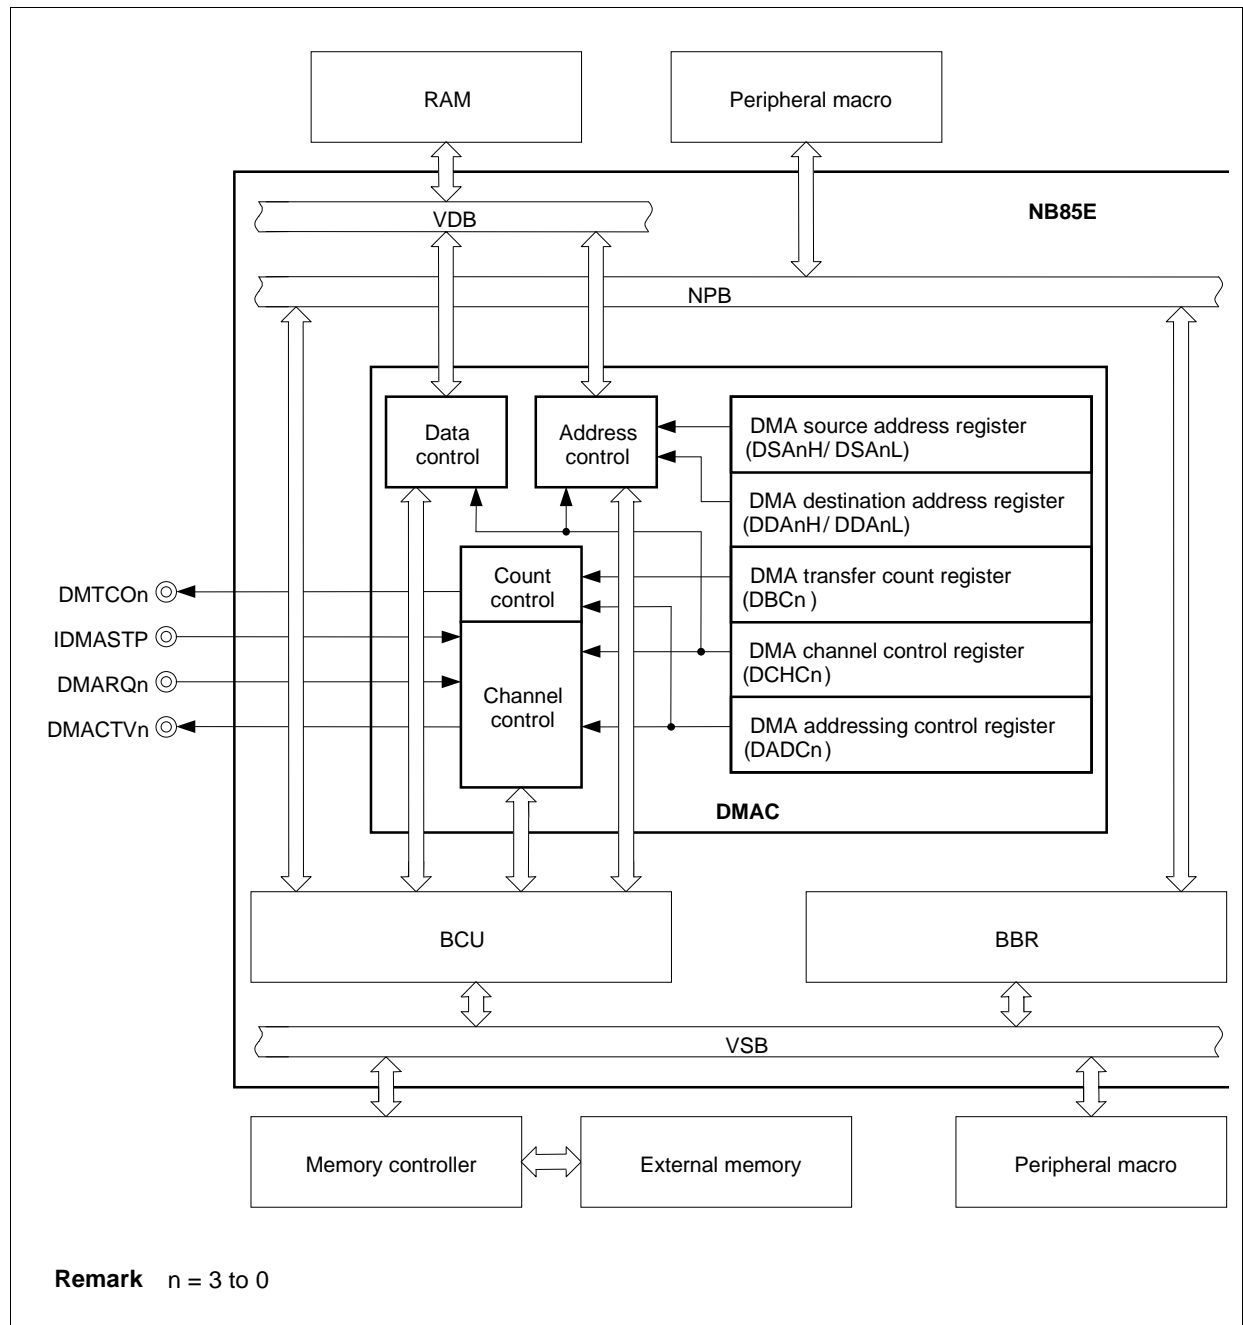 RAM
Peripheral macro
NB85E
VDB
NPB
Data
control
Address
control
DMA source address register
(DSAnH/ DSAnL)
DMA destination address register
(DDAnH/ DDAnL)
Count
control
DMA transfer count register
(DBCn )
DMTCOn
IDMASTP
DMARQn
DMACTVn
Channel
control
DMA channel control register
(DCHCn)
DMA addressing control register
(DADCn)
DMAC
BCU
BBR
VSB
Memory controller
External memory
Peripheral macro
Remark n = 3 to 0